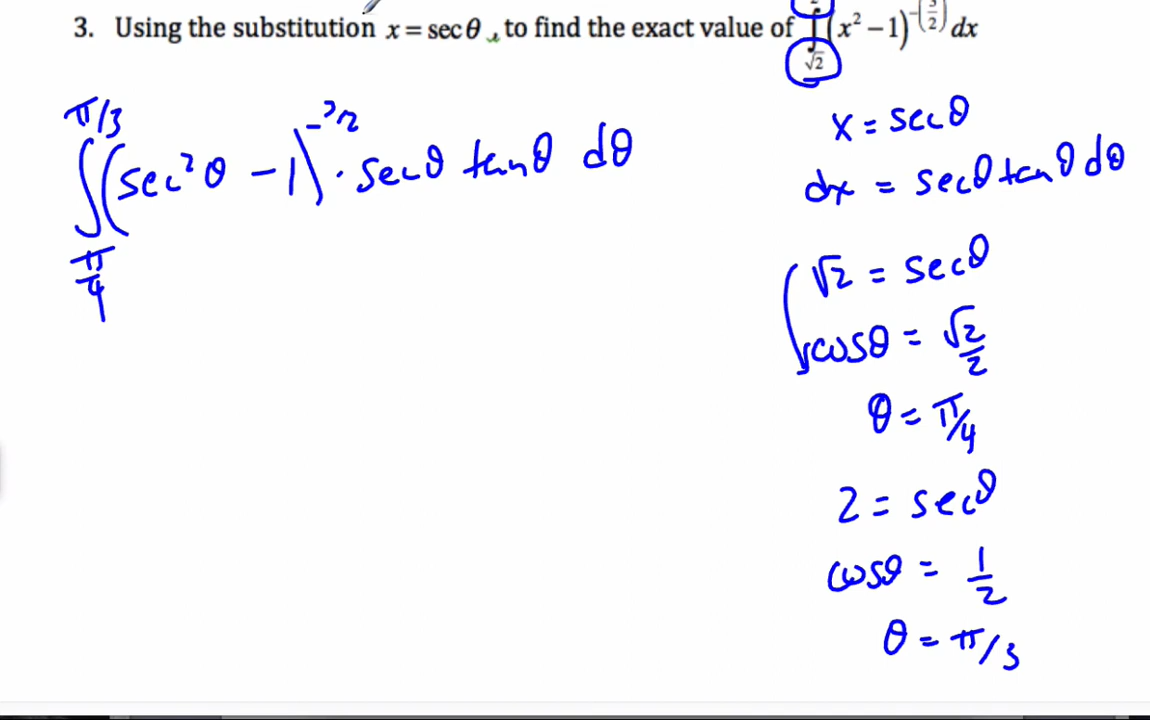 3. Using the substitution x = sec θ, to find the exact value of ∫_{√2}^{2} (x² − 1)^{−(3/2)} dx
∫_{π/4}^{π/3} (sec²θ − 1)^{−3/2} · secθ tanθ dθ
x = secθ
dx = secθ tanθ dθ
√2 = secθ
cosθ = √2/2
θ = π/4
2 = secθ
cosθ = 1/2
θ = π/3